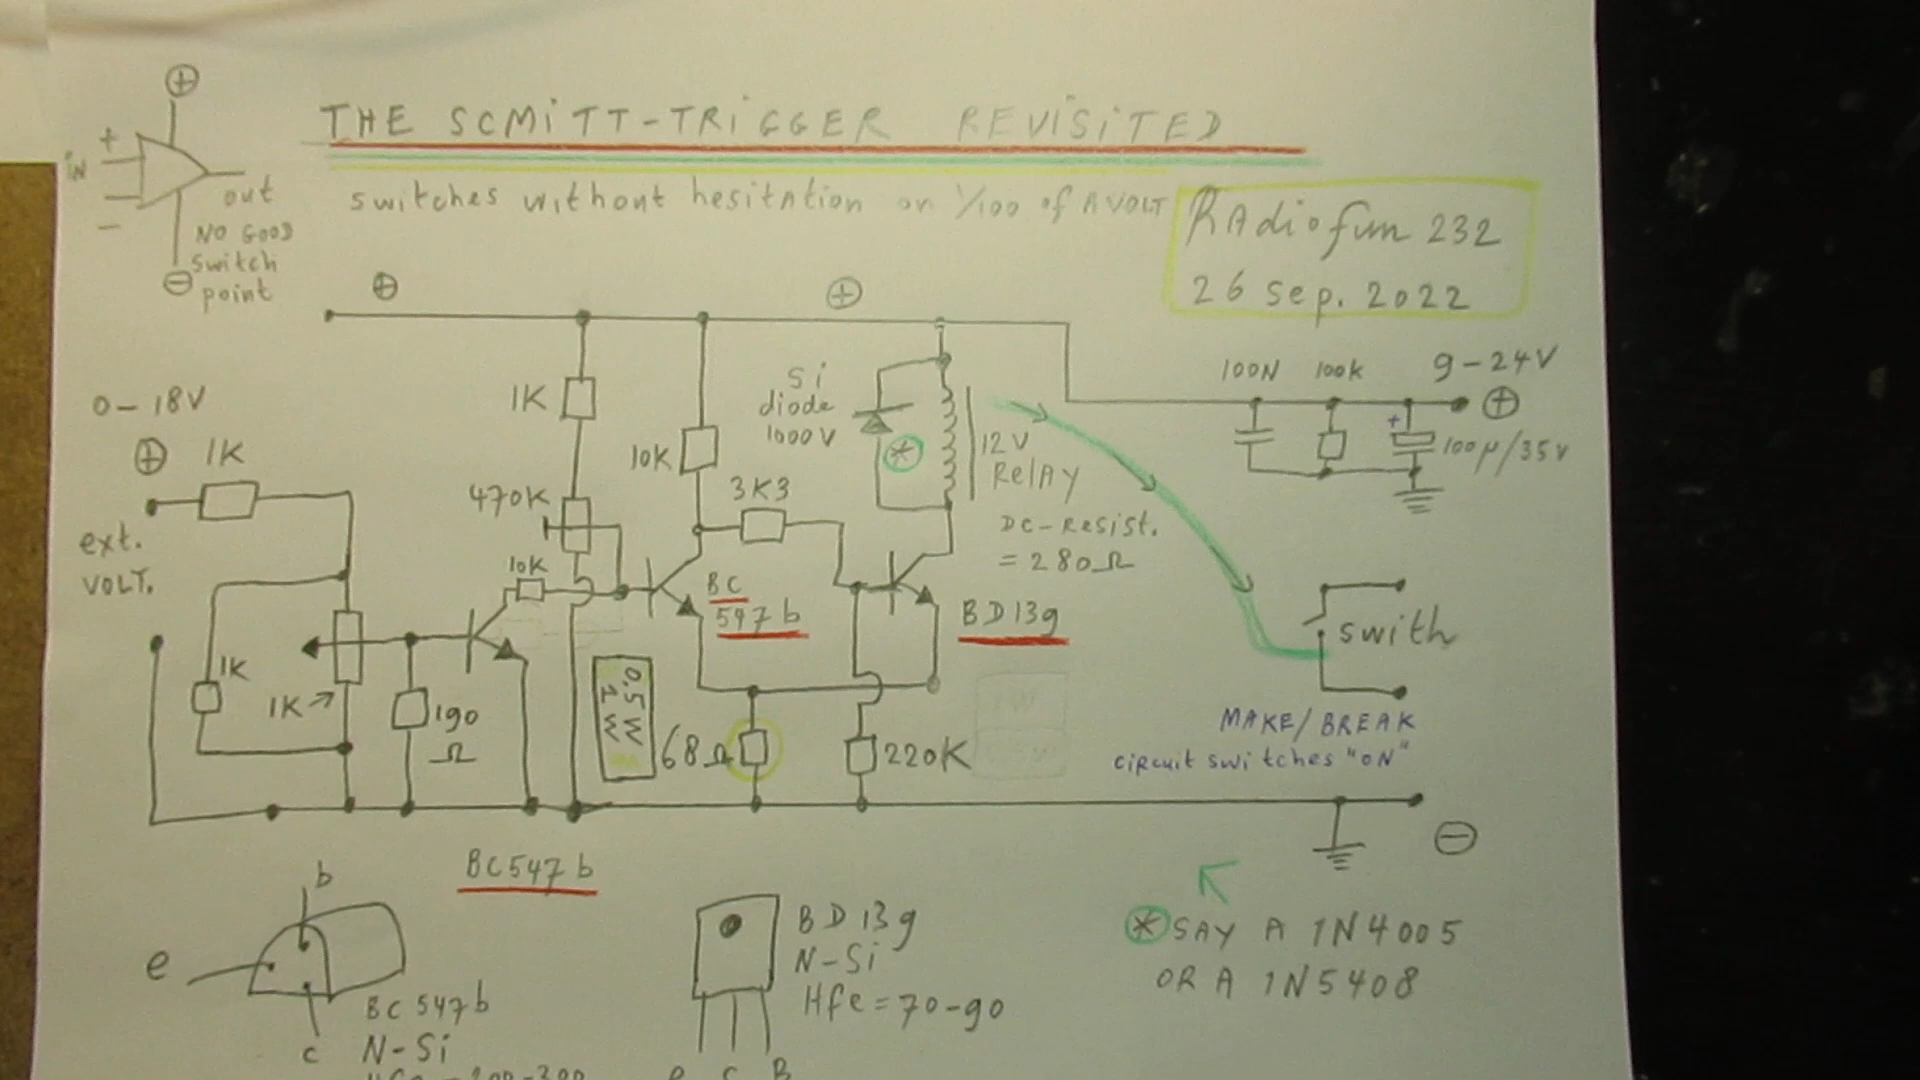 THE SCMiTT-TRiGGER REViSiTED
switches without hesitation on 1/100 of A VOLT
RAdiofun 232
26 sep. 2022
+
iN
-
out
NO GOOD
switch
point
0-18V
1K
ext.
VOLT.
1K
1K
190
Ω
1K
470K
10K
10K
3K3
Si
diode
1000V
*
12V
RelAy
DC-Resist.
=280Ω
BC
547b
BD139
0.5W
1W
68Ω
220K
100N
100k
9-24V
+
100µ/35V
swith
MAKE/BREAK
circuit switches "ON"
BC547b
b
e
c
BC547b
N-Si
BD139
N-Si
Hfe=70-90
e C B
* SAY A 1N4005
OR A 1N5408